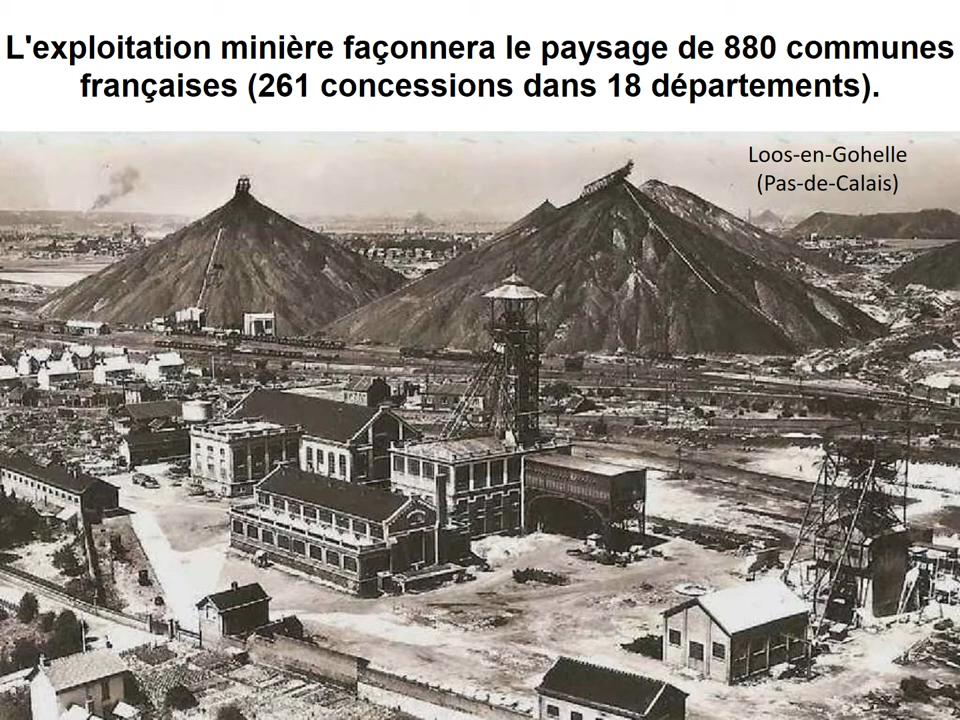 L'exploitation minière façonnera le paysage de 880 communes
françaises (261 concessions dans 18 départements).
Loos-en-Gohelle
(Pas-de-Calais)